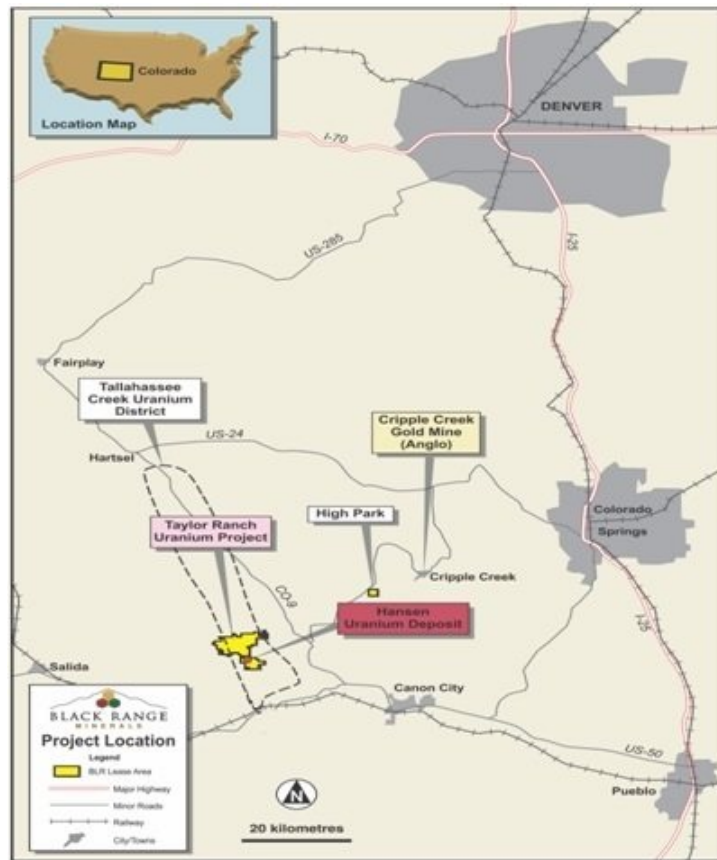 Colorado
Location Map
DENVER
I-70
US-285
I-25
Fairplay
Tallahassee
Creek Uranium
District
Cripple Creek
Gold Mine
(Anglo)
US-24
Hartsel
High Park
Colorado
Springs
Taylor Ranch
Uranium Project
Cripple Creek
CO-9
Hansen
Uranium Deposit
I-25
Salida
Canon City
US-50
Pueblo
BLACK RANGE
MINERALS
Project Location
Legend
BLR Lease Area
Major Highway
Minor Roads
Railway
City/Towns
N
20 kilometres